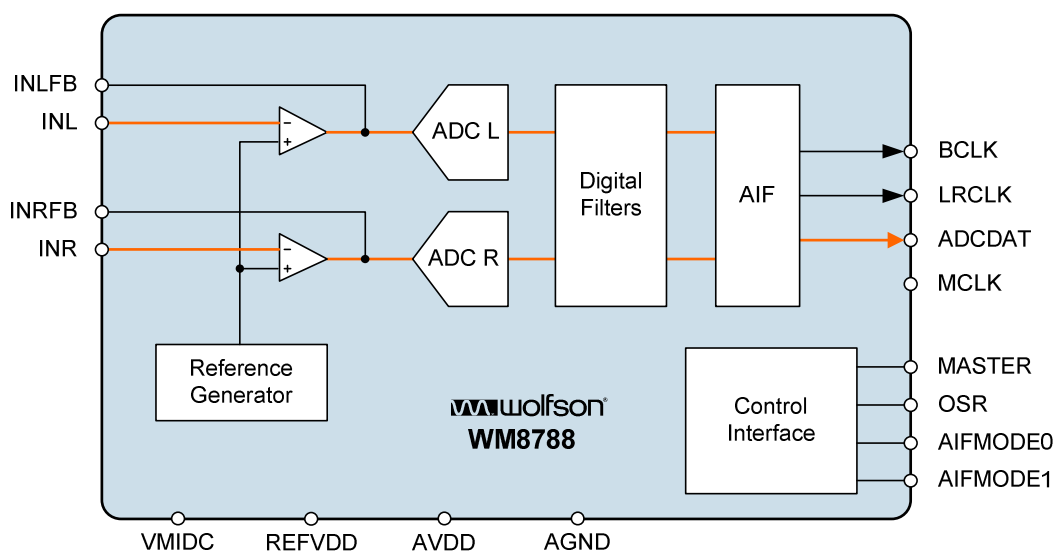 INLFB
INL
INRFB
INR
−
+
−
+
ADC L
ADC R
Digital
Filters
AIF
BCLK
LRCLK
ADCDAT
MCLK
Reference
Generator
wolfson®
WM8788
Control
Interface
MASTER
OSR
AIFMODE0
AIFMODE1
VMIDC
REFVDD
AVDD
AGND